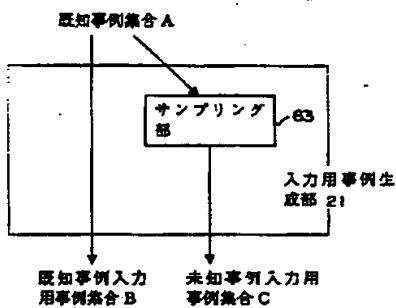 既知事例集合A
サンプリング
部
63
入力用事例生
成部 21
既知事例入力
用事例集合B
未知事例入力用
事例集合C